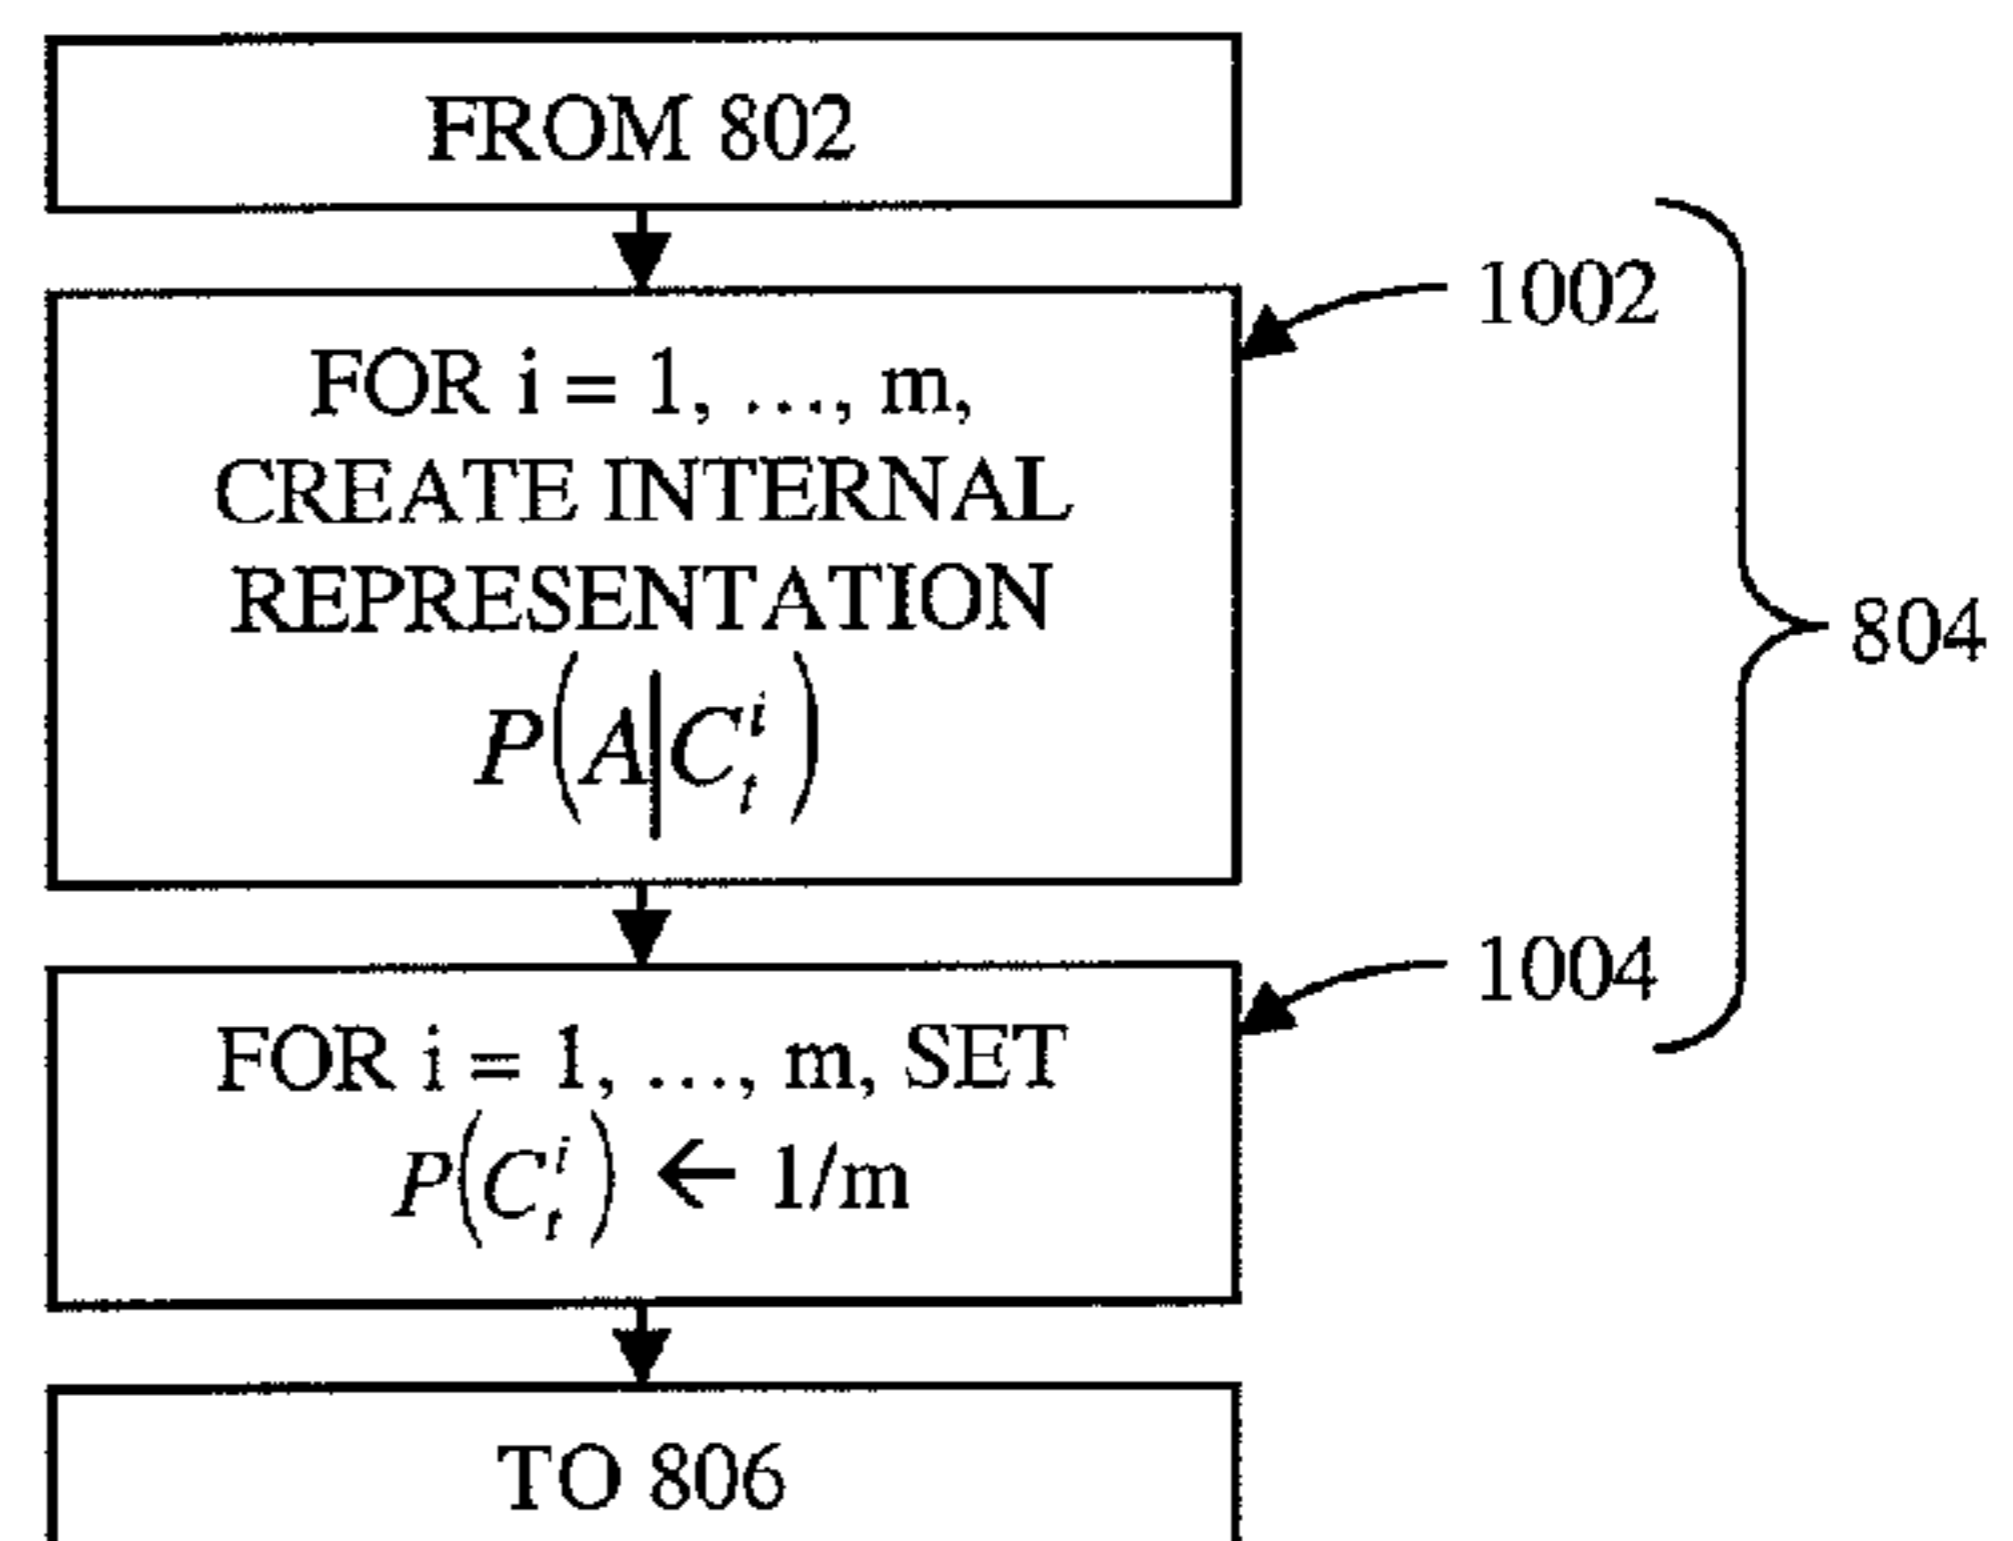 FROM 802
1002
FOR i = 1, ..., m,
CREATE INTERNAL
REPRESENTATION
P(A|C_t^i)
804
1004
FOR i = 1, ..., m, SET
P(C_t^i) ← 1/m
TO 806